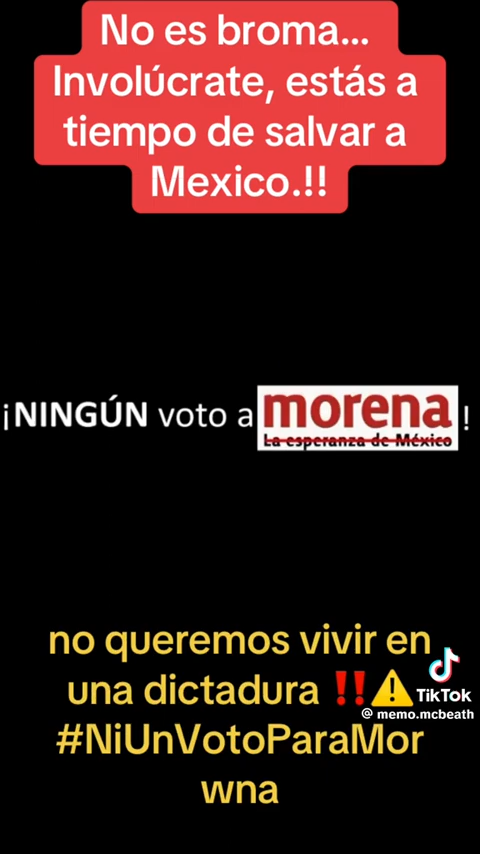 No es broma...
Involúcrate, estás a
tiempo de salvar a
Mexico.!!
¡NINGÚN voto a morena!
La esperanza de México
no queremos vivir en
una dictadura ‼️⚠️
TikTok
@ memo.mcbeath
#NiUnVotoParaMor
wna